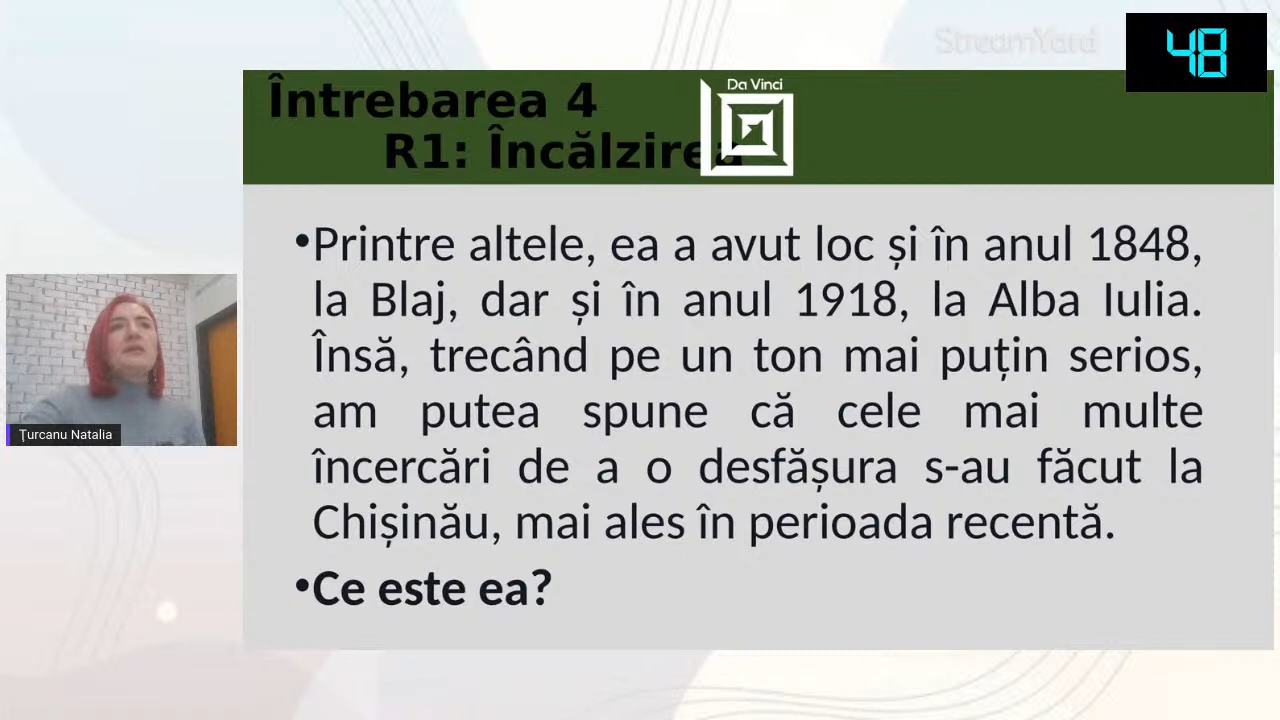 StreamYard
48
Întrebarea 4
Da Vinci
R1: Încălzirea
•Printre altele, ea a avut loc și în anul 1848,
la Blaj, dar și în anul 1918, la Alba Iulia.
Însă, trecând pe un ton mai puțin serios,
am putea spune că cele mai multe
încercări de a o desfășura s-au făcut la
Chișinău, mai ales în perioada recentă.
•Ce este ea?
Țurcanu Natalia